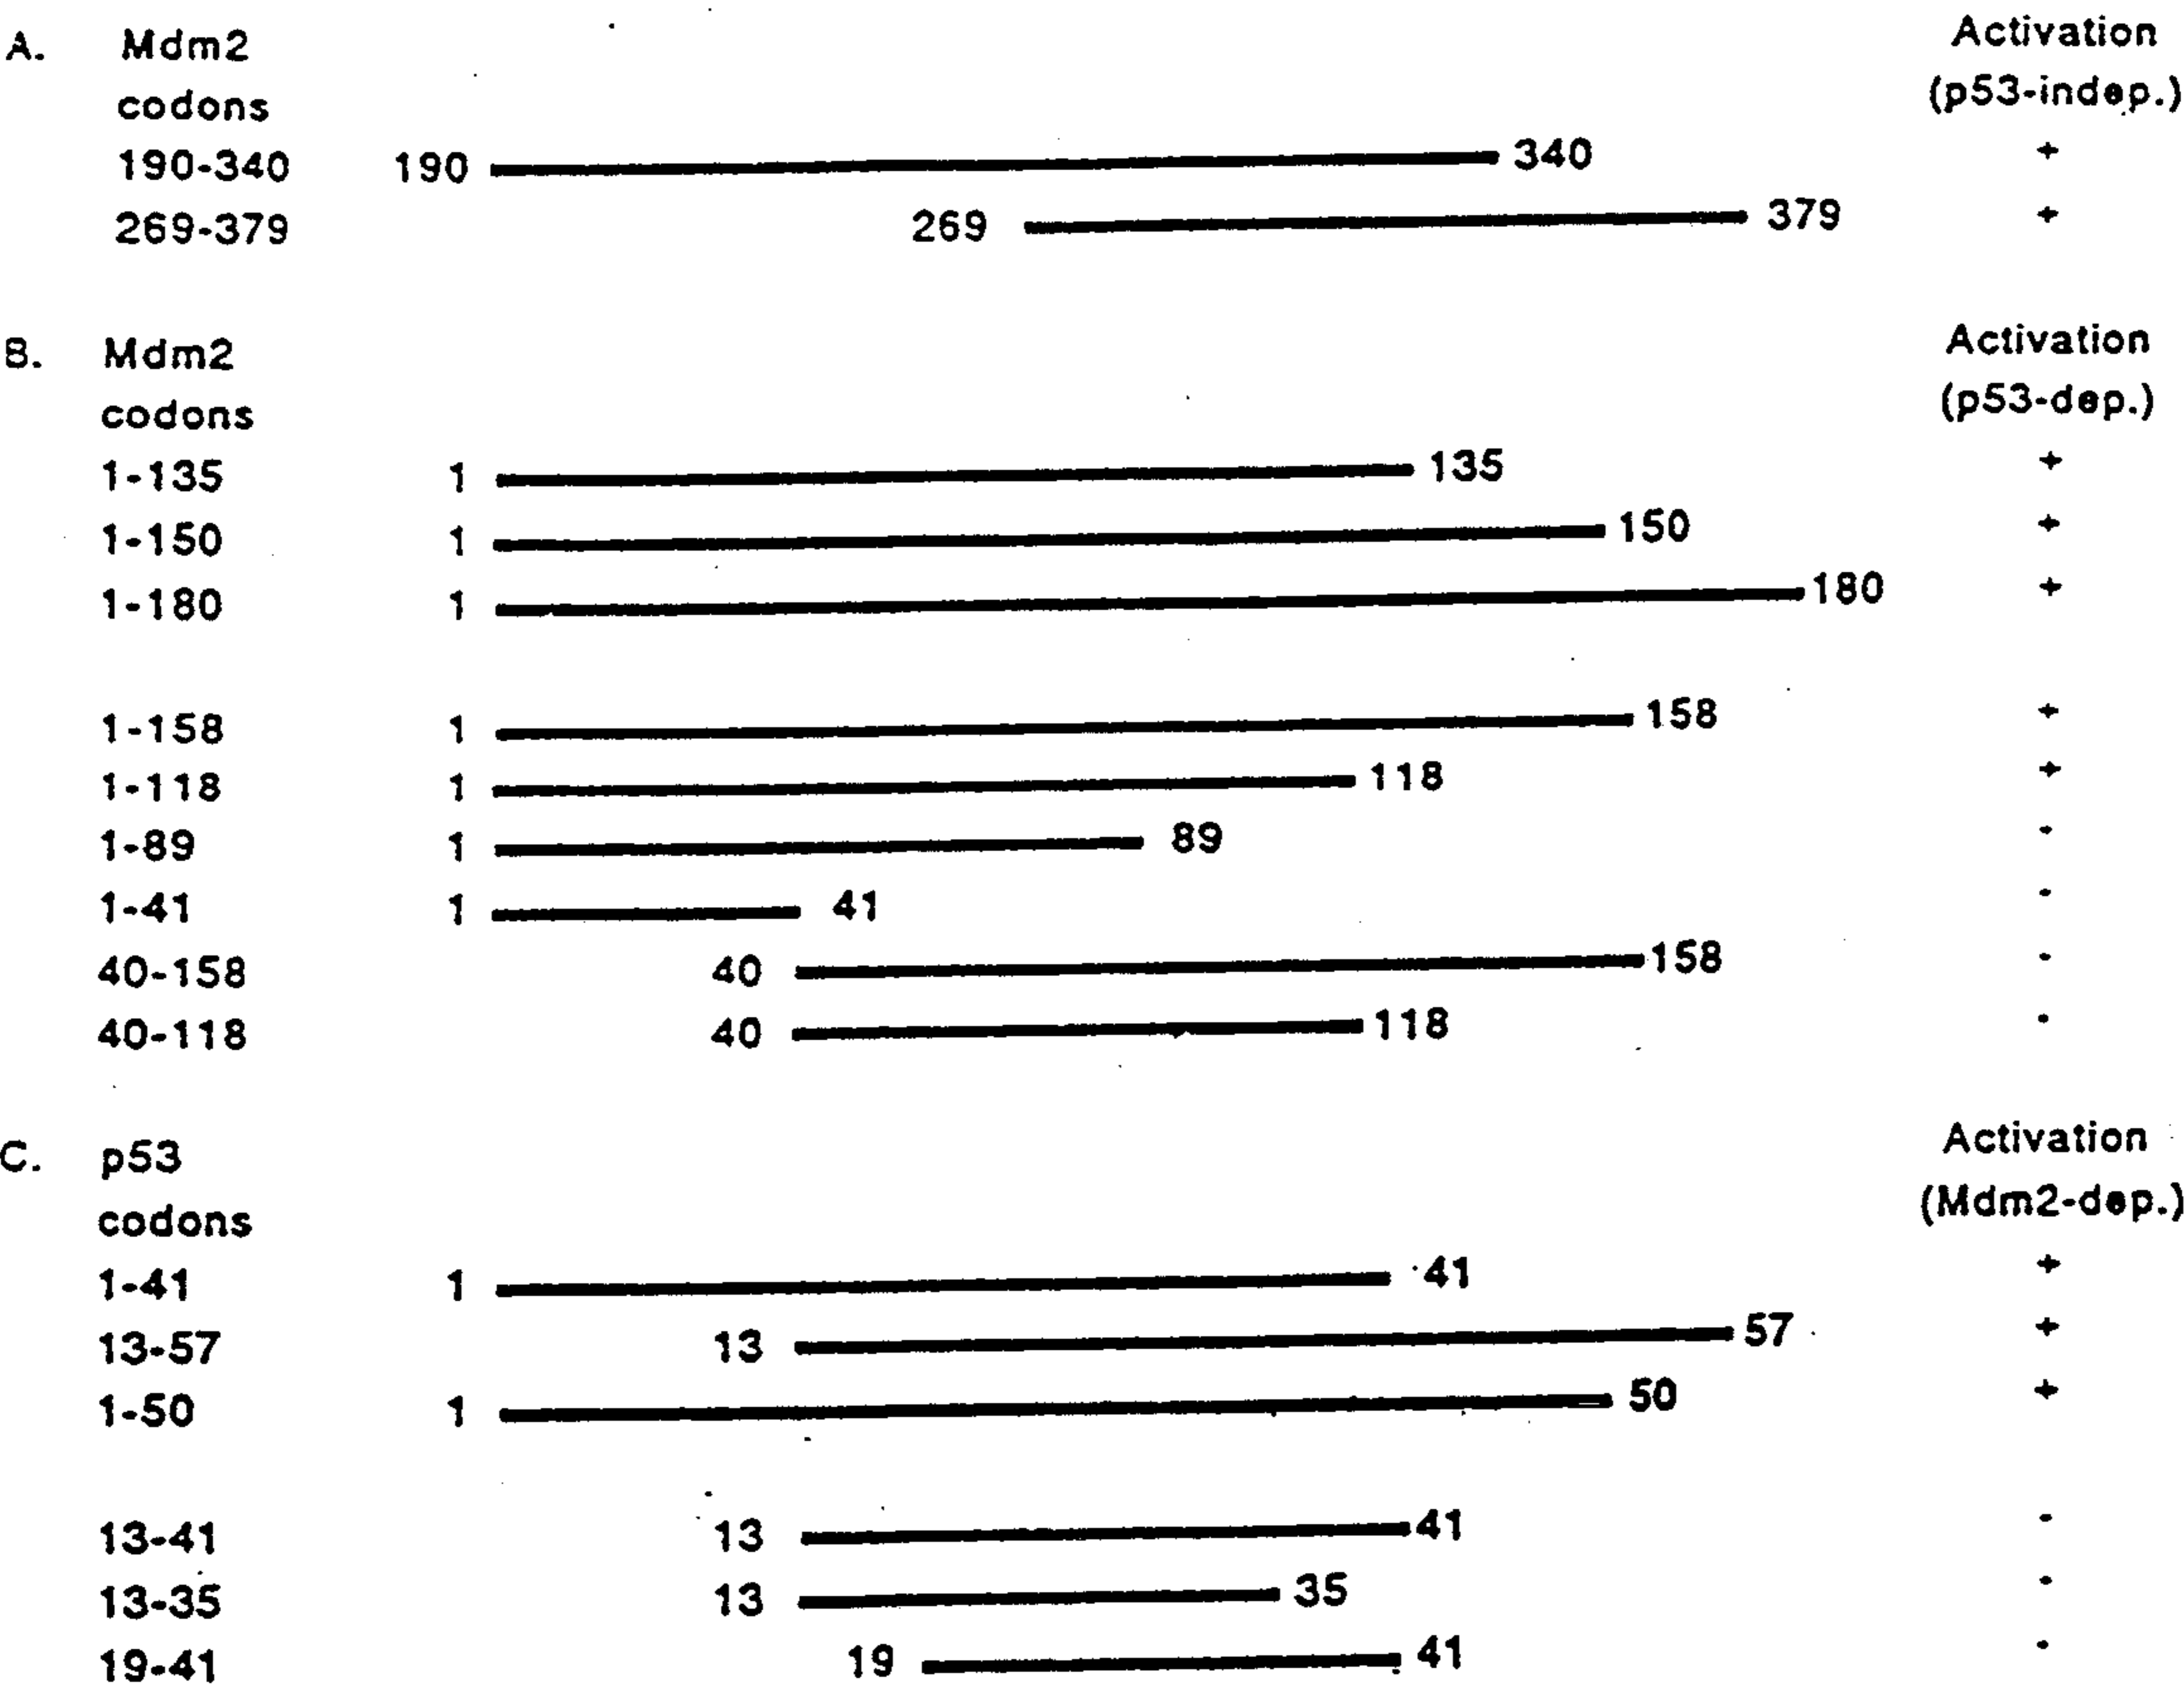 A. Mdm2 Activation
codons (p53-indep.)
190-340 190 340 +
269-379 269 379 +
B. Mdm2 Activation
codons (p53-dep.)
1-135 1 135 +
1-150 1 150 +
1-180 1 180 +
1-158 1 158 +
1-118 1 118 +
1-89 1 89 -
1-41 1 41 -
40-158 40 158 -
40-118 40 118 -
C. p53 Activation
codons (Mdm2-dep.)
1-41 1 41 +
13-57 13 57 +
1-50 1 50 +
13-41 13 41 -
13-35 13 35 -
19-41 19 41 -